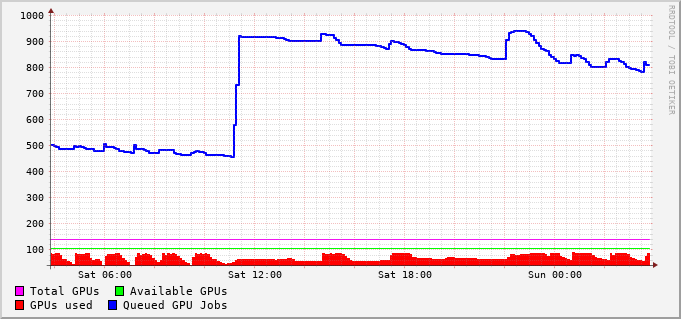 1000
900
800
700
600
500
400
300
200
100
Sat 06:00 Sat 12:00 Sat 18:00 Sun 00:00
Total GPUs Available GPUs
GPUs used Queued GPU Jobs
RRDTOOL / TOBI OETIKER